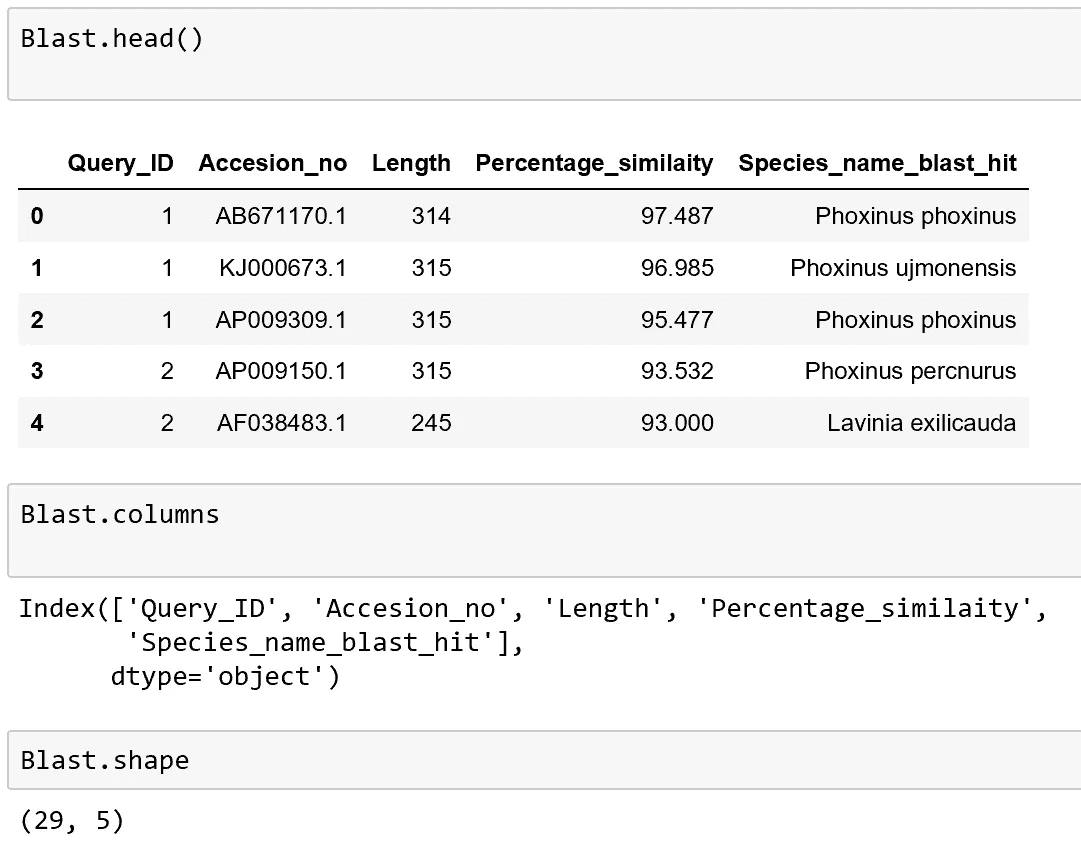 Blast.head()
Query_ID Accesion_no Length Percentage_similaity Species_name_blast_hit
0 1 AB671170.1 314 97.487 Phoxinus phoxinus
1 1 KJ000673.1 315 96.985 Phoxinus ujmonensis
2 1 AP009309.1 315 95.477 Phoxinus phoxinus
3 2 AP009150.1 315 93.532 Phoxinus percnurus
4 2 AF038483.1 245 93.000 Lavinia exilicauda
Blast.columns
Index(['Query_ID', 'Accesion_no', 'Length', 'Percentage_similaity',
'Species_name_blast_hit'],
dtype='object')
Blast.shape
(29, 5)